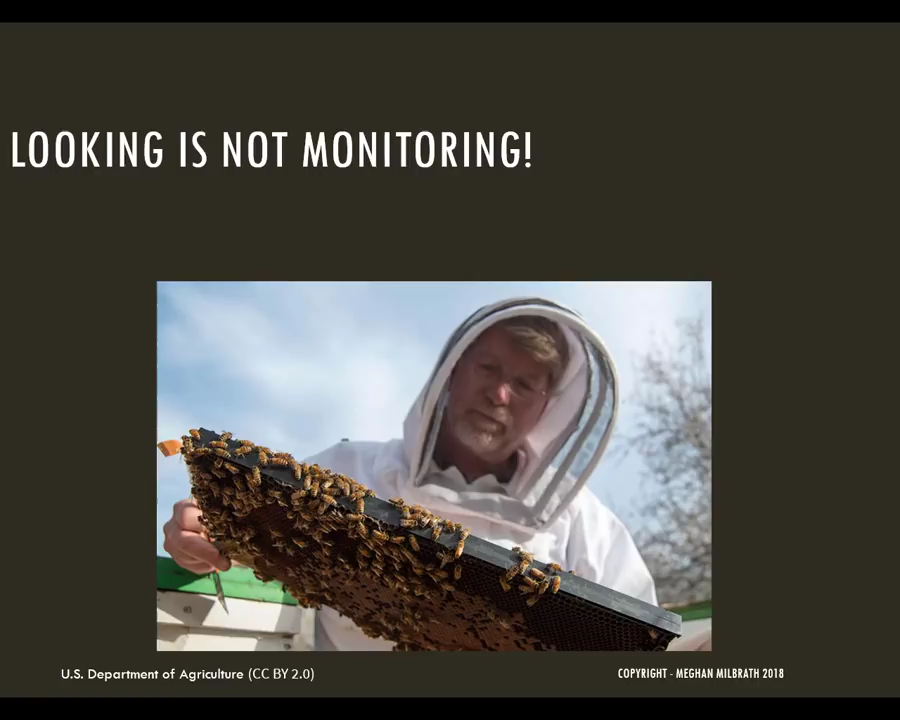 LOOKING IS NOT MONITORING!
U.S. Department of Agriculture (CC BY 2.0)
COPYRIGHT - MEGHAN MILBRATH 2018